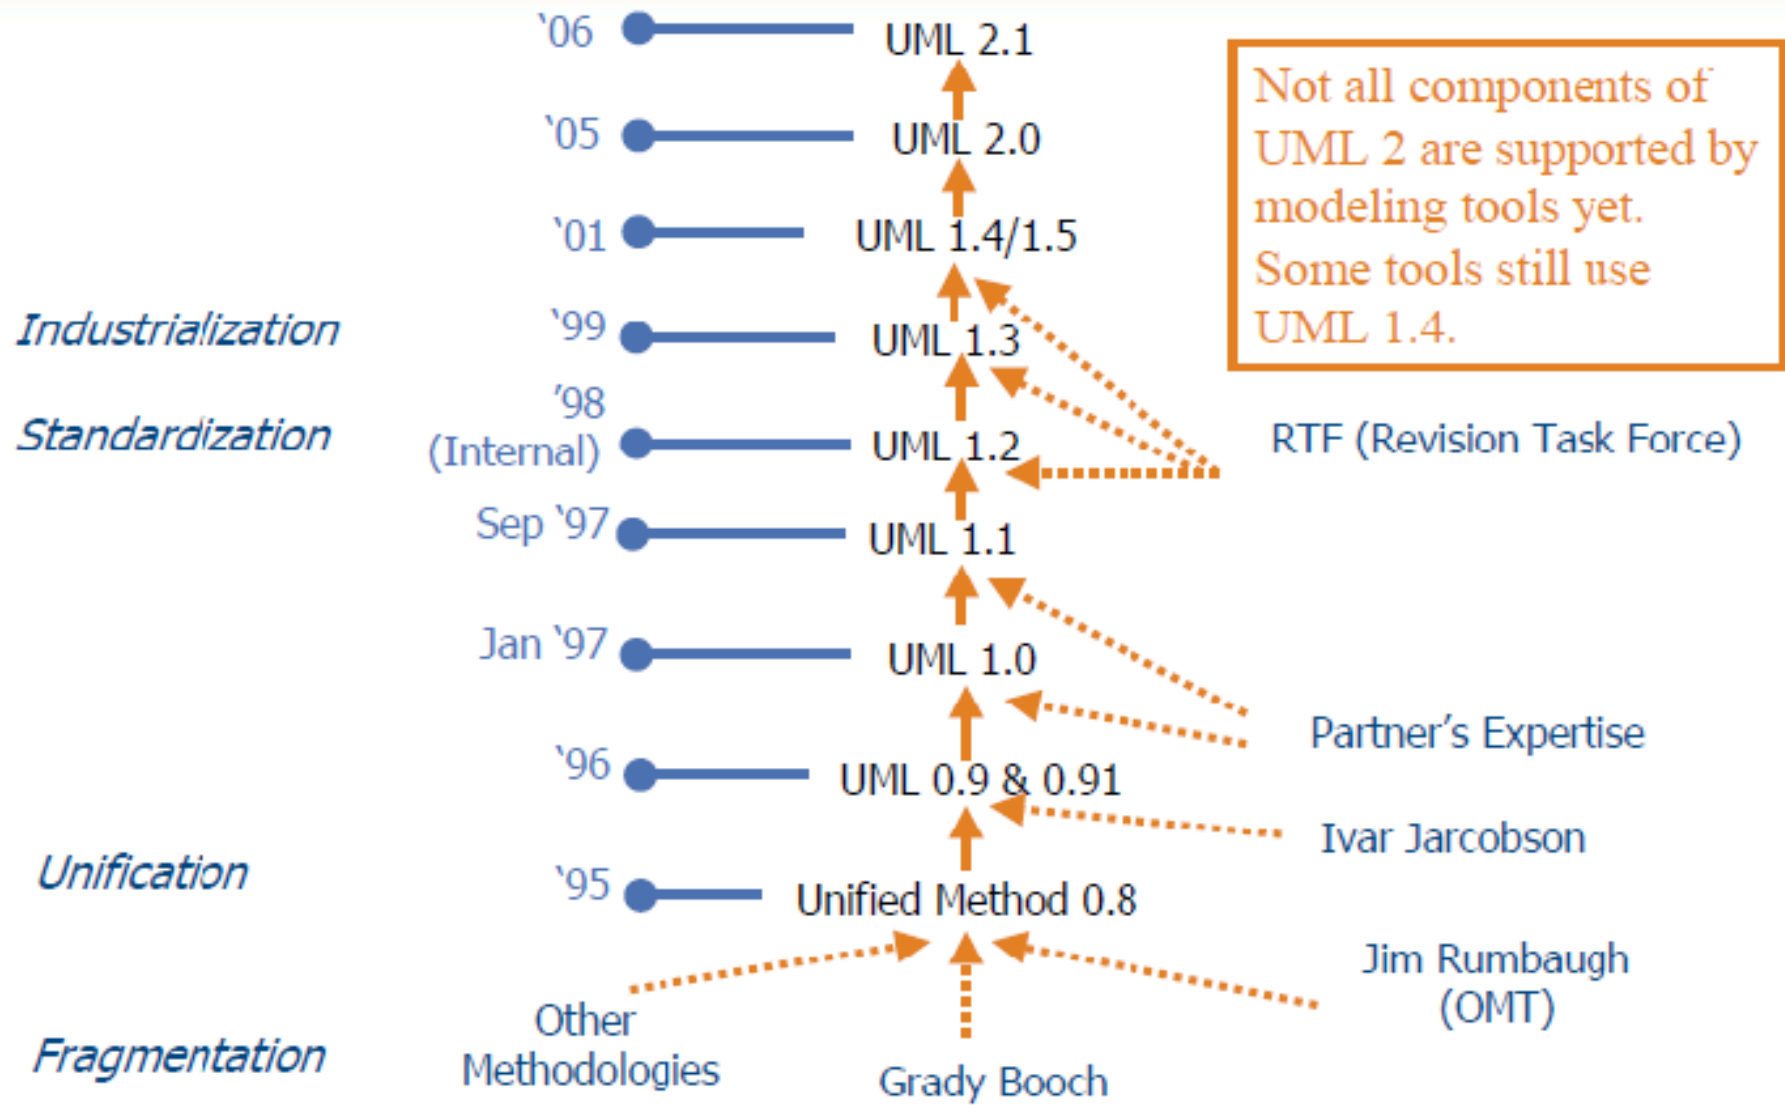 ‘06
UML 2.1
Not all components of
UML 2 are supported by
modeling tools yet.
Some tools still use
UML 1.4.
‘05
UML 2.0
‘01
UML 1.4/1.5
Industrialization
‘99
UML 1.3
Standardization
’98
(Internal)
UML 1.2
RTF (Revision Task Force)
Sep ‘97
UML 1.1
Jan ‘97
UML 1.0
Partner’s Expertise
‘96
UML 0.9 & 0.91
Ivar Jarcobson
Unification
‘95
Unified Method 0.8
Jim Rumbaugh
(OMT)
Other
Methodologies
Fragmentation
Grady Booch